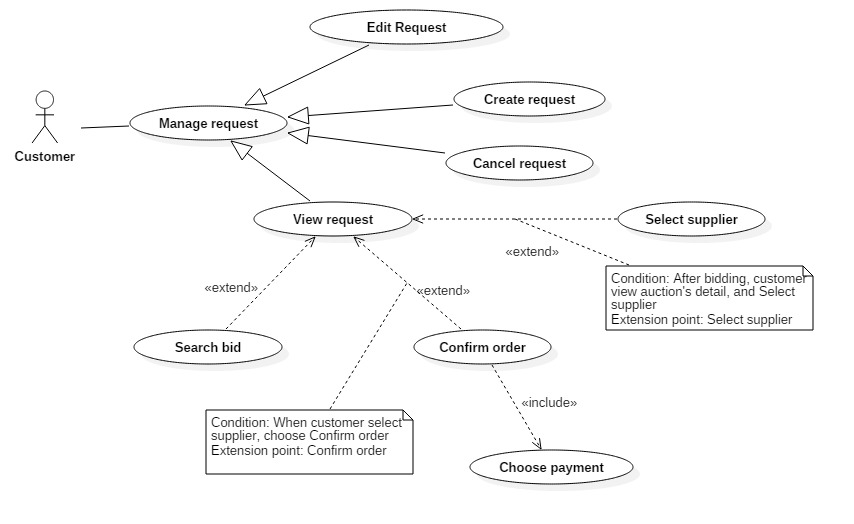 Edit Request
Create request
Manage request
Customer
Cancel request
View request
Select supplier
«extend»
Condition: After bidding, customer
view auction's detail, and Select
supplier
Extension point: Select supplier
«extend»
«extend»
Search bid
Confirm order
«include»
Condition: When customer select
supplier, choose Confirm order
Extension point: Confirm order
Choose payment